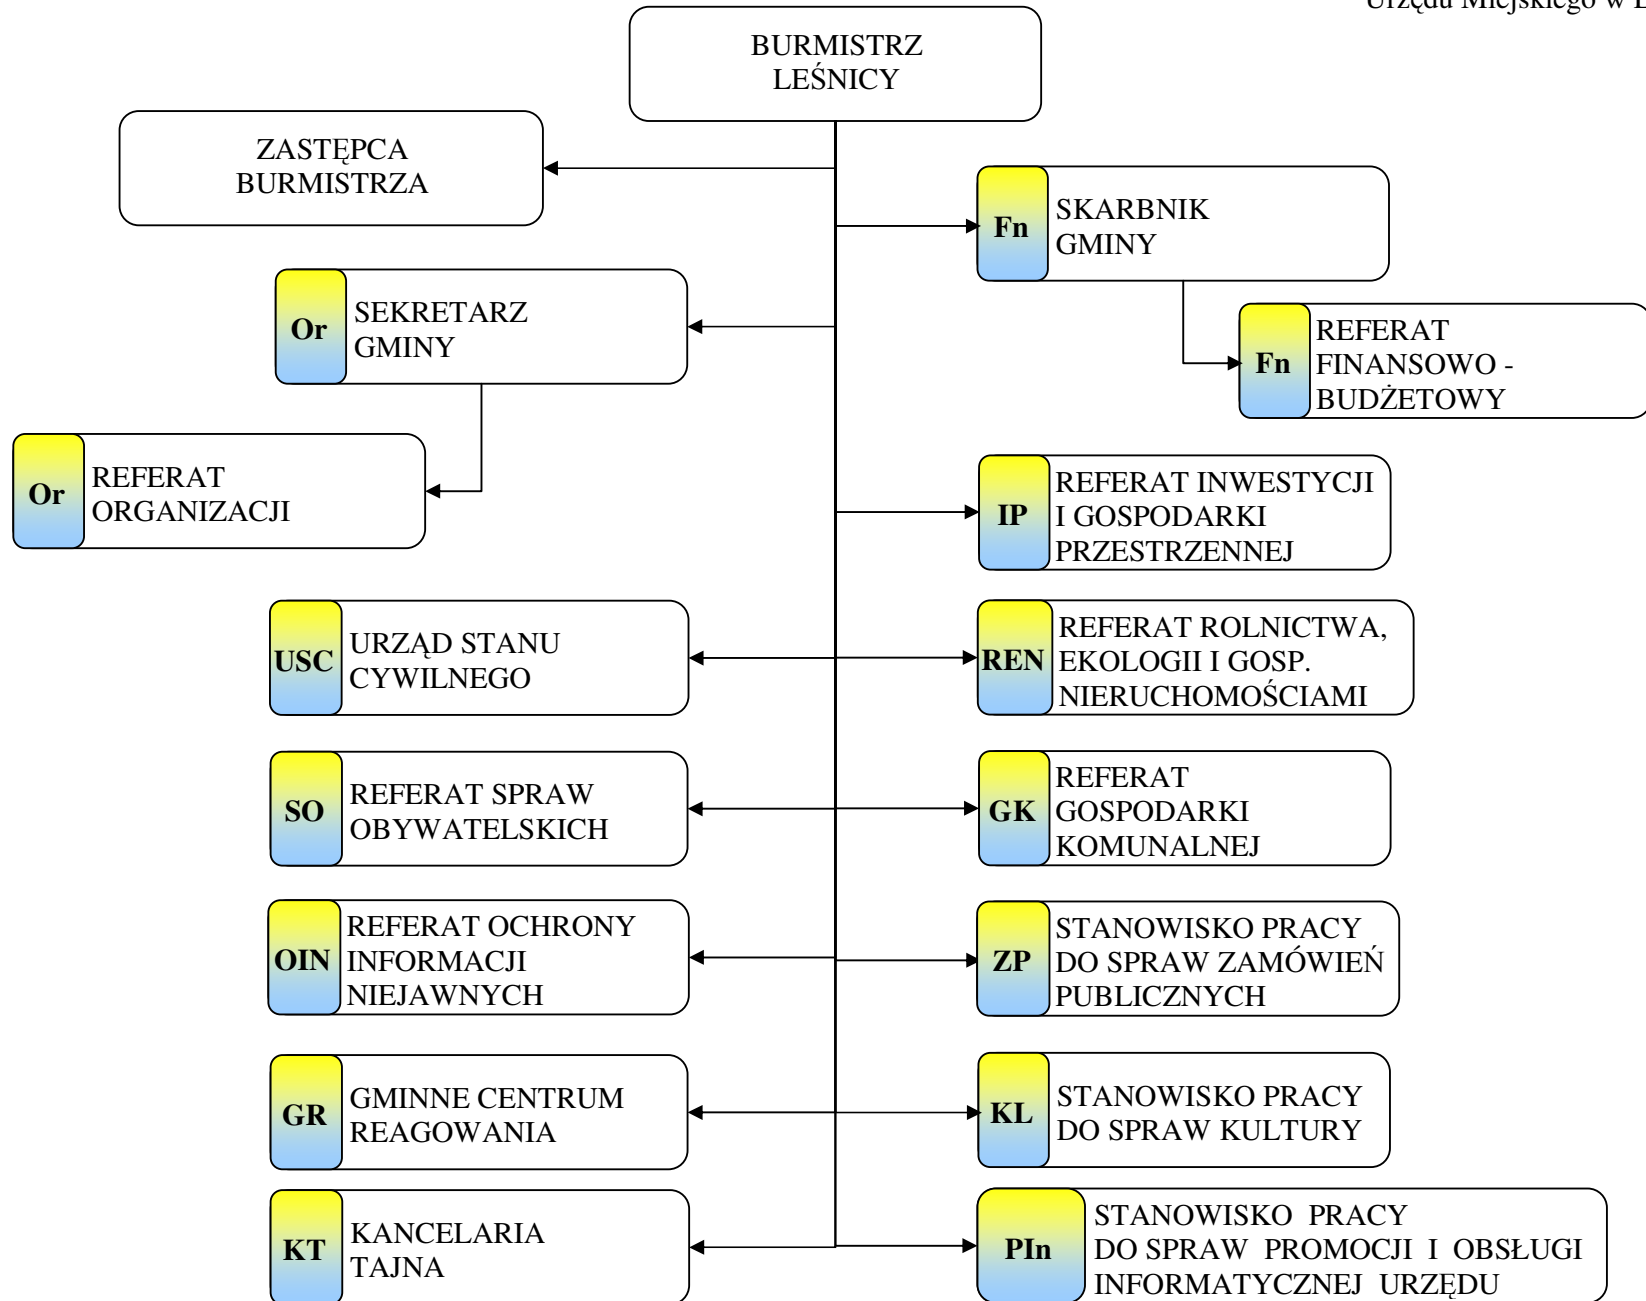 Urzędu Miejskiego w
BURMISTRZ
LEŚNICY
ZASTĘPCA
BURMISTRZA
Fn
SKARBNIK
GMINY
Or
SEKRETARZ
GMINY
Fn
REFERAT
FINANSOWO -
BUDŻETOWY
Or
REFERAT
ORGANIZACJI
IP
REFERAT INWESTYCJI
I GOSPODARKI
PRZESTRZENNEJ
USC
URZĄD STANU
CYWILNEGO
REN
REFERAT ROLNICTWA,
EKOLOGII I GOSP.
NIERUCHOMOŚCIAMI
SO
REFERAT SPRAW
OBYWATELSKICH
GK
REFERAT
GOSPODARKI
KOMUNALNEJ
OIN
REFERAT OCHRONY
INFORMACJI
NIEJAWNYCH
ZP
STANOWISKO PRACY
DO SPRAW ZAMÓWIEŃ
PUBLICZNYCH
GR
GMINNE CENTRUM
REAGOWANIA
KL
STANOWISKO PRACY
DO SPRAW KULTURY
KT
KANCELARIA
TAJNA
PIn
STANOWISKO PRACY
DO SPRAW PROMOCJI I OBSŁUGI
INFORMATYCZNEJ URZĘDU